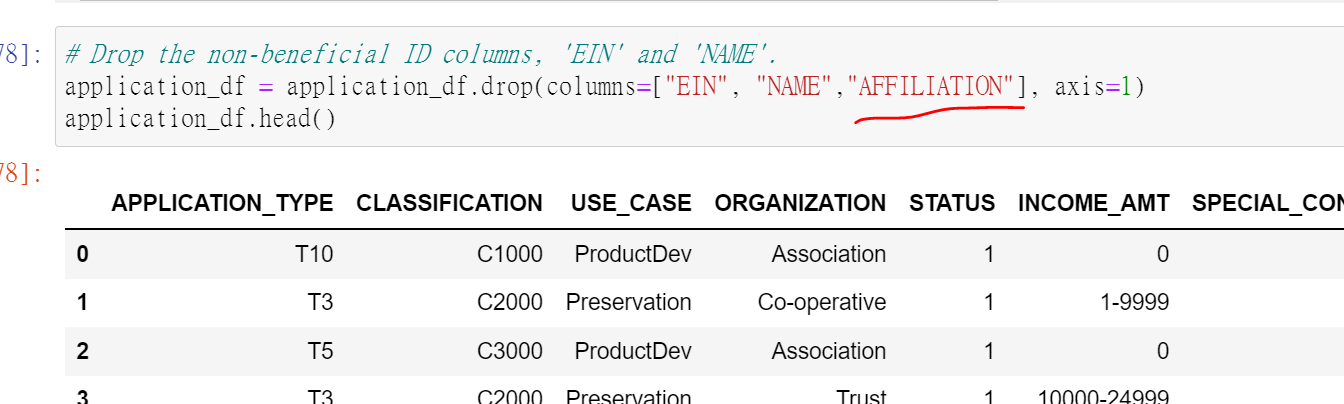 78]:
# Drop the non-beneficial ID columns, 'EIN' and 'NAME'.
application_df = application_df.drop(columns=["EIN", "NAME","AFFILIATION"], axis=1)
application_df.head()
78]:
APPLICATION_TYPE CLASSIFICATION USE_CASE ORGANIZATION STATUS INCOME_AMT SPECIAL_CON
0 T10 C1000 ProductDev Association 1 0
1 T3 C2000 Preservation Co-operative 1 1-9999
2 T5 C3000 ProductDev Association 1 0
3 T3 C2000 Preservation Trust 1 10000-24999